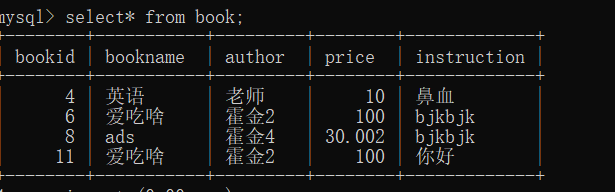 mysql> select* from book;
bookid | bookname | author | price | instruction |
4 | 英语 | 老师 | 10 | 鼻血
6 | 爱吃啥 | 霍金2 | 100 | bjkbjk
8 | ads | 霍金4 | 30.002 | bjkbjk
11 | 爱吃啥 | 霍金2 | 100 | 你好